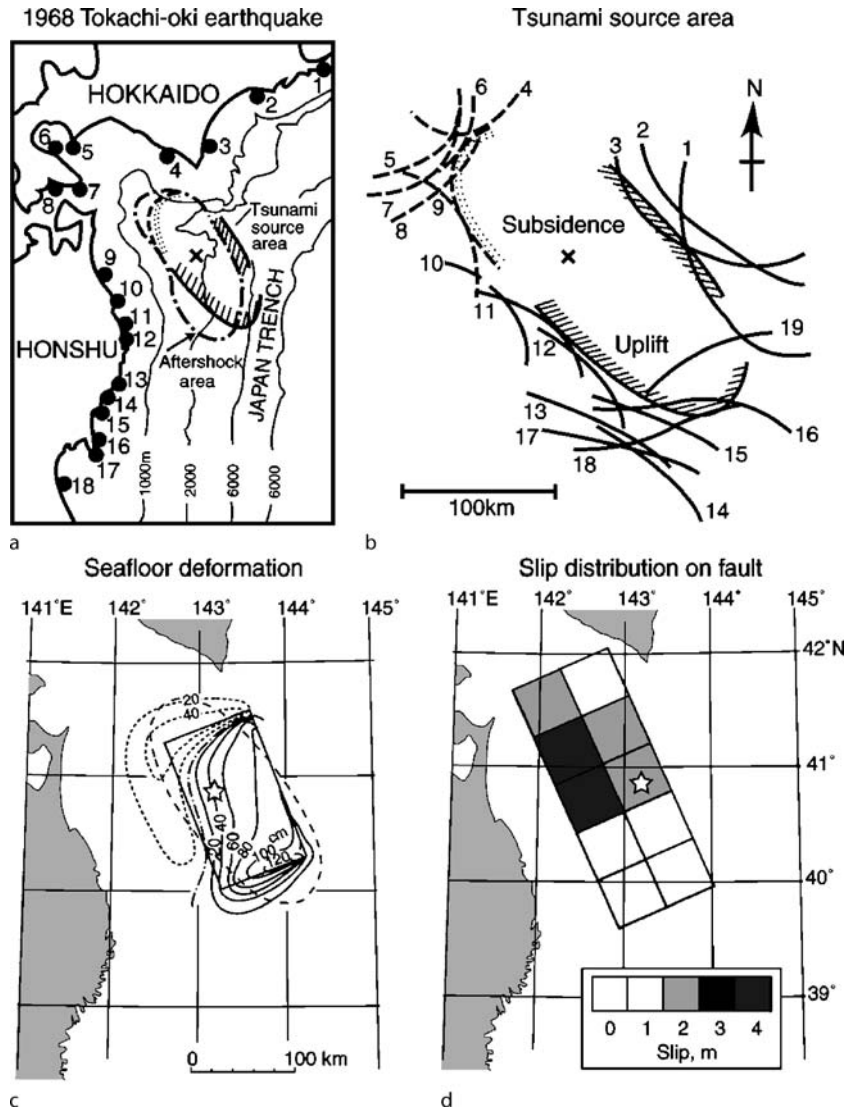 1968 Tokachi-oki earthquake
HOKKAIDO
1
2
3
4
5
6
7
8
9
10
11
12
13
14
15
16
17
18
HONSHU
Tsunami
source
area
Aftershock
area
JAPAN TRENCH
1000m
2000
6000
6000
a
Tsunami source area
N
6
4
5
7
8
9
10
11
12
13
17
18
3
2
1
19
16
15
14
Subsidence
Uplift
100km
b
Seafloor deformation
141°E
142°
143°
144°
145°
20
40
20
40
60
80
100
120
cm
0
100 km
c
Slip distribution on fault
141°E
142°
143°
144°
145°
42°N
41°
40°
39°
0
1
2
3
4
Slip, m
d